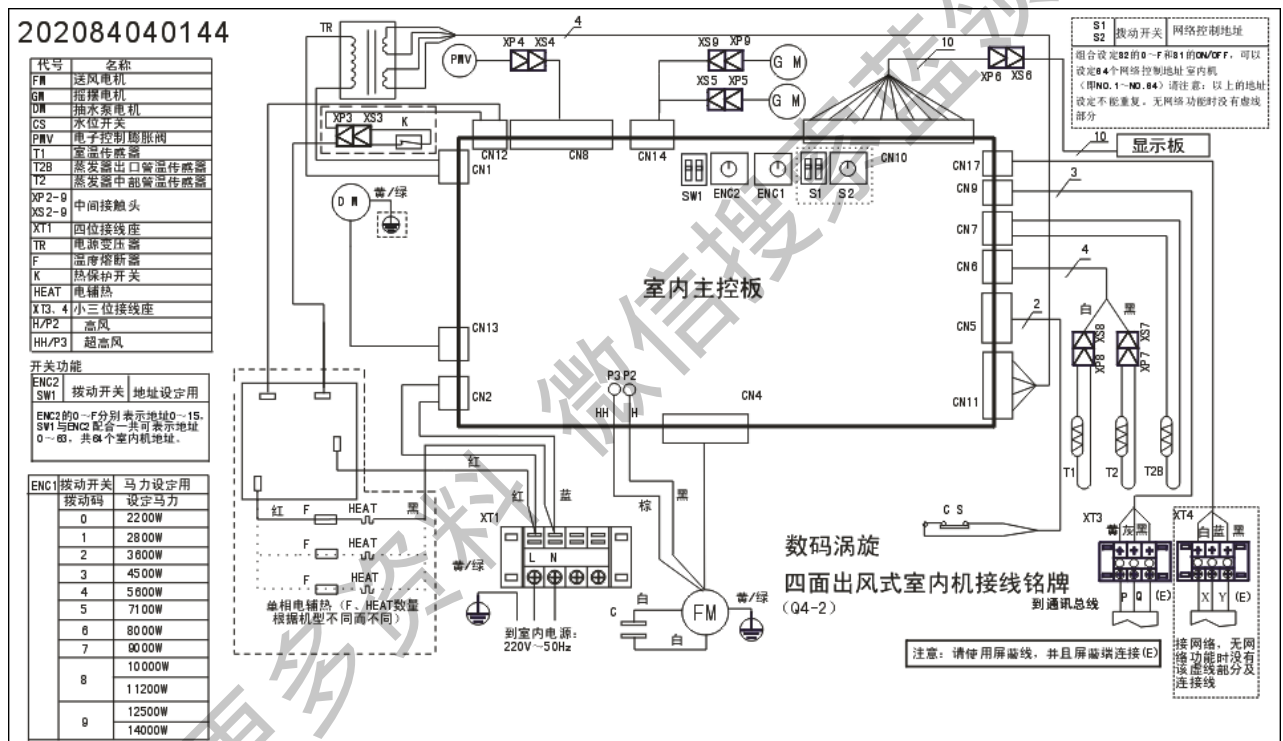 202084040144
代号 名称
FM 送风电机
GM 摇摆电机
DM 抽水泵电机
CS 水位开关
PMV 电子控制膨胀阀
T1 室温传感器
T2B 蒸发器出口管温传感器
T2 蒸发器中部管温传感器
XP2-9
XS2-9 中间接触头
XT1 四位接线座
TR 电源变压器
F 温度熔断器
K 热保护开关
HEAT 电辅热
XT3、4 小三位接线座
H/P2 高风
HH/P3 超高风
开关功能
ENC2
SW1 拨动开关 地址设定用
ENC2的0～F分别表示地址0～15，
SW1与ENC2配合一共可表示地址
0～63，共64个室内机地址。
ENC1 拨动开关 马力设定用
拨动码 设定马力
0 2200W
1 2800W
2 3600W
3 4500W
4 5600W
5 7100W
6 8000W
7 9000W
8 10000W
11200W
9 12500W
14000W
TR
4
PMV
XP4 XS4
XS9 XP9
G M
XS5 XP5
G M
10
XP6 XS6
S1
S2 拨动开关 网络控制地址
组合设定S2的0～F和S1的ON/OFF，可以
设定64个网络控制地址室内机
（即NO.1～NO.64）请注意：以上的地址
设定不能重复。无网络功能时没有虚线
部分
10
显示板
XP3 XS3 K
CN12 CN8 CN14 CN10
CN1
SW1 ENC2 ENC1 S1 S2
CN17
CN9
3
CN7
CN6
4
CN5
2
CN11
D M
黄/绿
室内主控板
CN13
CN2
P3 P2
HH H
CN4
白 黑
XS8 XS7
XP8 XP7
T1 T2 T2B
红
红
蓝
棕
黑
XT1
L N
黄/绿
到室内电源：
220V～50Hz
红 F HEAT 黑
F HEAT
F HEAT
单相电辅热（F、HEAT数量
根据机型不同而不同）
C
白
白
FM
黄/绿
C S
数码涡旋
四面出风式室内机接线铭牌
（Q4-2）
XT3
黄 灰 黑
P Q (E)
到通讯总线
XT4
白 蓝 黑
X Y (E)
注意：请使用屏蔽线，并且屏蔽端连接(E)
接网络，无网
络功能时没有
该虚线部分及
连接线
更多资料 微信搜索蓝领